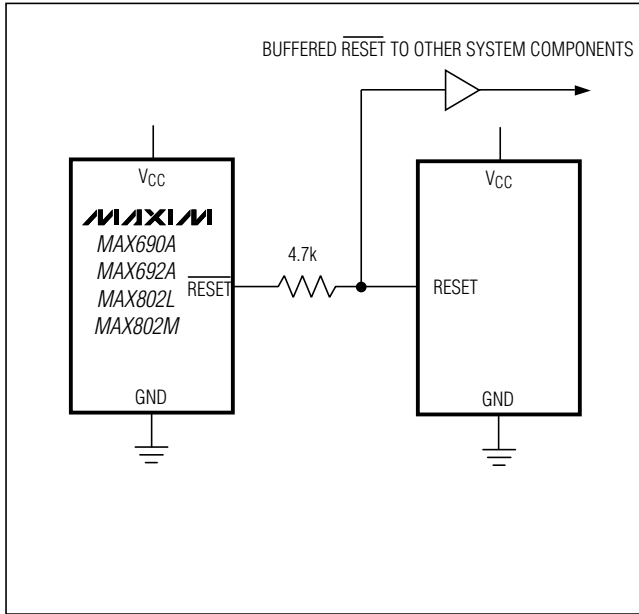 BUFFERED RESET TO OTHER SYSTEM COMPONENTS
VCC
MAXIM
MAX690A
MAX692A
MAX802L
MAX802M
RESET
GND
4.7k
VCC
RESET
GND